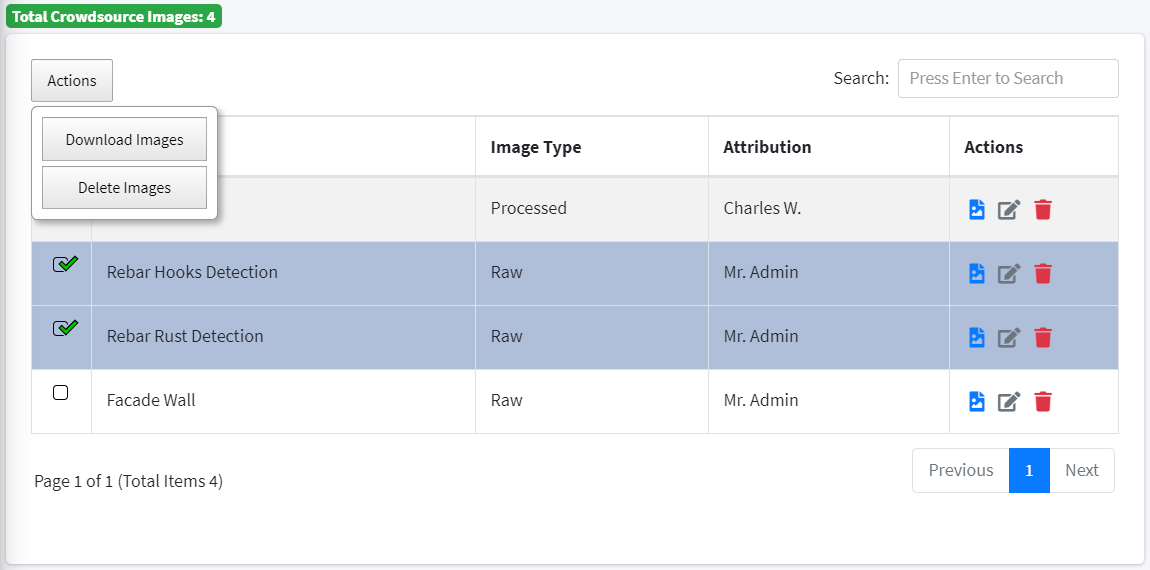 Total Crowdsource Images: 4
Actions
Search: Press Enter to Search
Download Images
Delete Images
Image Type Attribution Actions
Processed Charles W.
Rebar Hooks Detection Raw Mr. Admin
Rebar Rust Detection Raw Mr. Admin
Facade Wall Raw Mr. Admin
Page 1 of 1 (Total Items 4)
Previous 1 Next